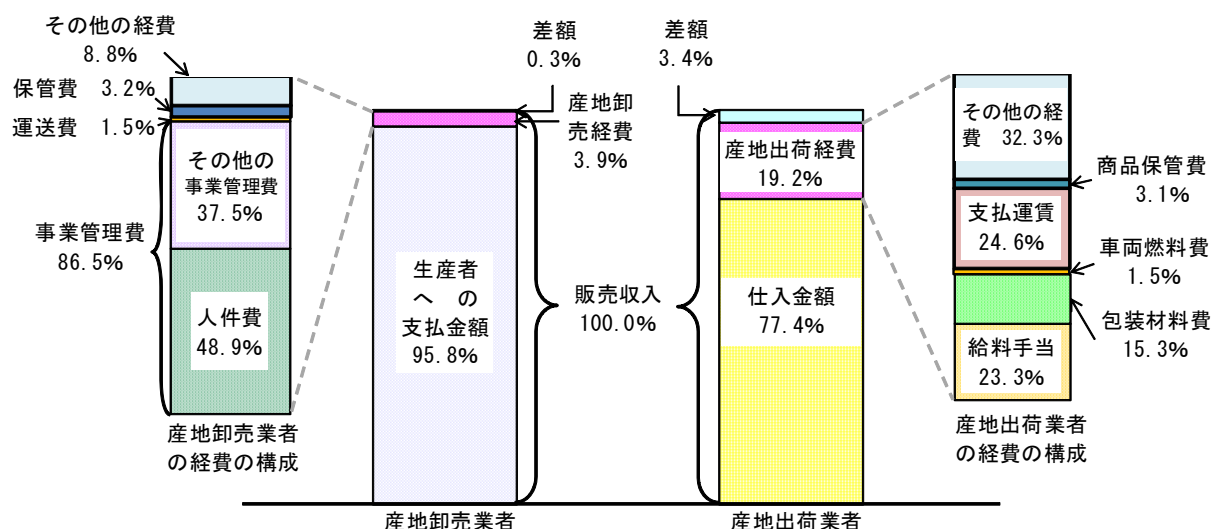 その他の経費
8.8%
保管費 3.2%
運送費 1.5%
その他の
事業管理費
37.5%
事業管理費
86.5%
人件費
48.9%
産地卸売業者
の経費の構成
差額
0.3%
産地卸
売経費
3.9%
生産者
へ の
支払金額
95.8%
産地卸売業者
販売収入
100.0%
差額
3.4%
産地出荷経費
19.2%
仕入金額
77.4%
産地出荷業者
その他の経
費 32.3%
商品保管費
3.1%
支払運賃
24.6%
車両燃料費
1.5%
包装材料費
15.3%
給料手当
23.3%
産地出荷業者
の経費の構成